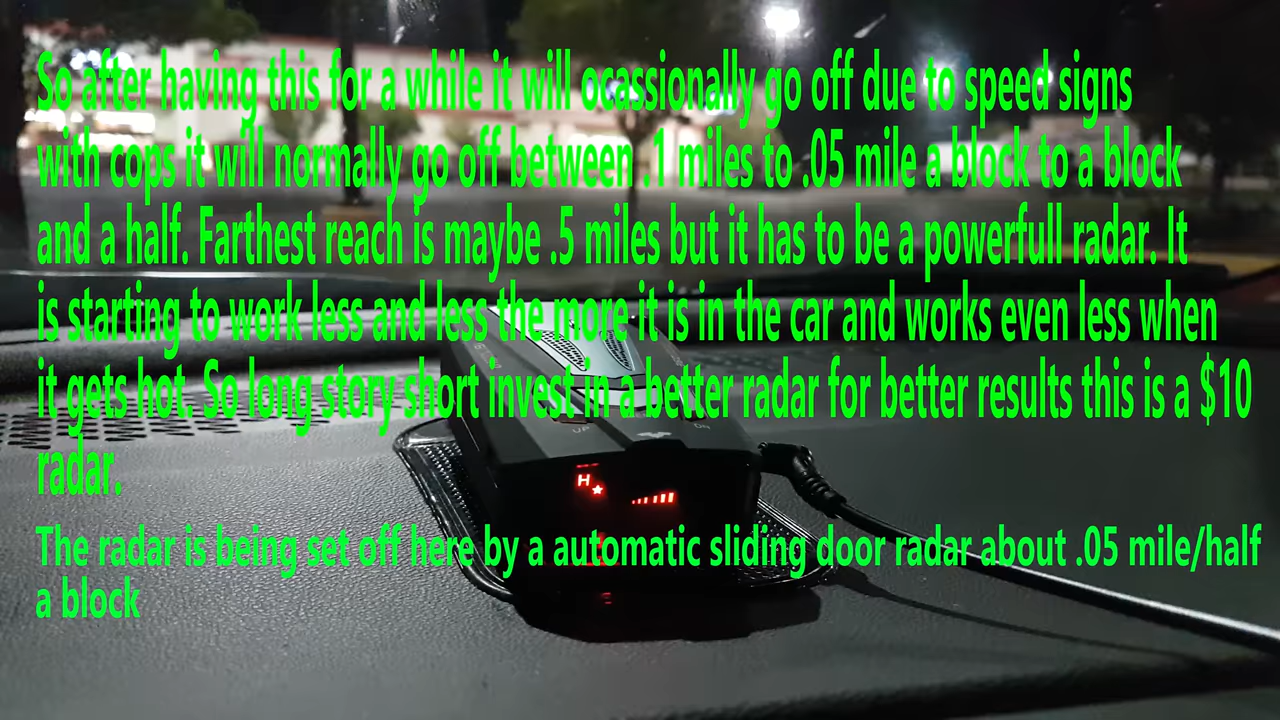 So after having this for a while it will ocassionally go off due to speed signs
with cops it will normally go off between .1 miles to .05 mile a block to a block
and a half. Farthest reach is maybe .5 miles but it has to be a powerfull radar. It
is starting to work less and less the more it is in the car and works even less when
it gets hot. So long story short invest in a better radar for better results this is a $10
radar.
The radar is being set off here by a automatic sliding door radar about .05 mile/half
a block
H